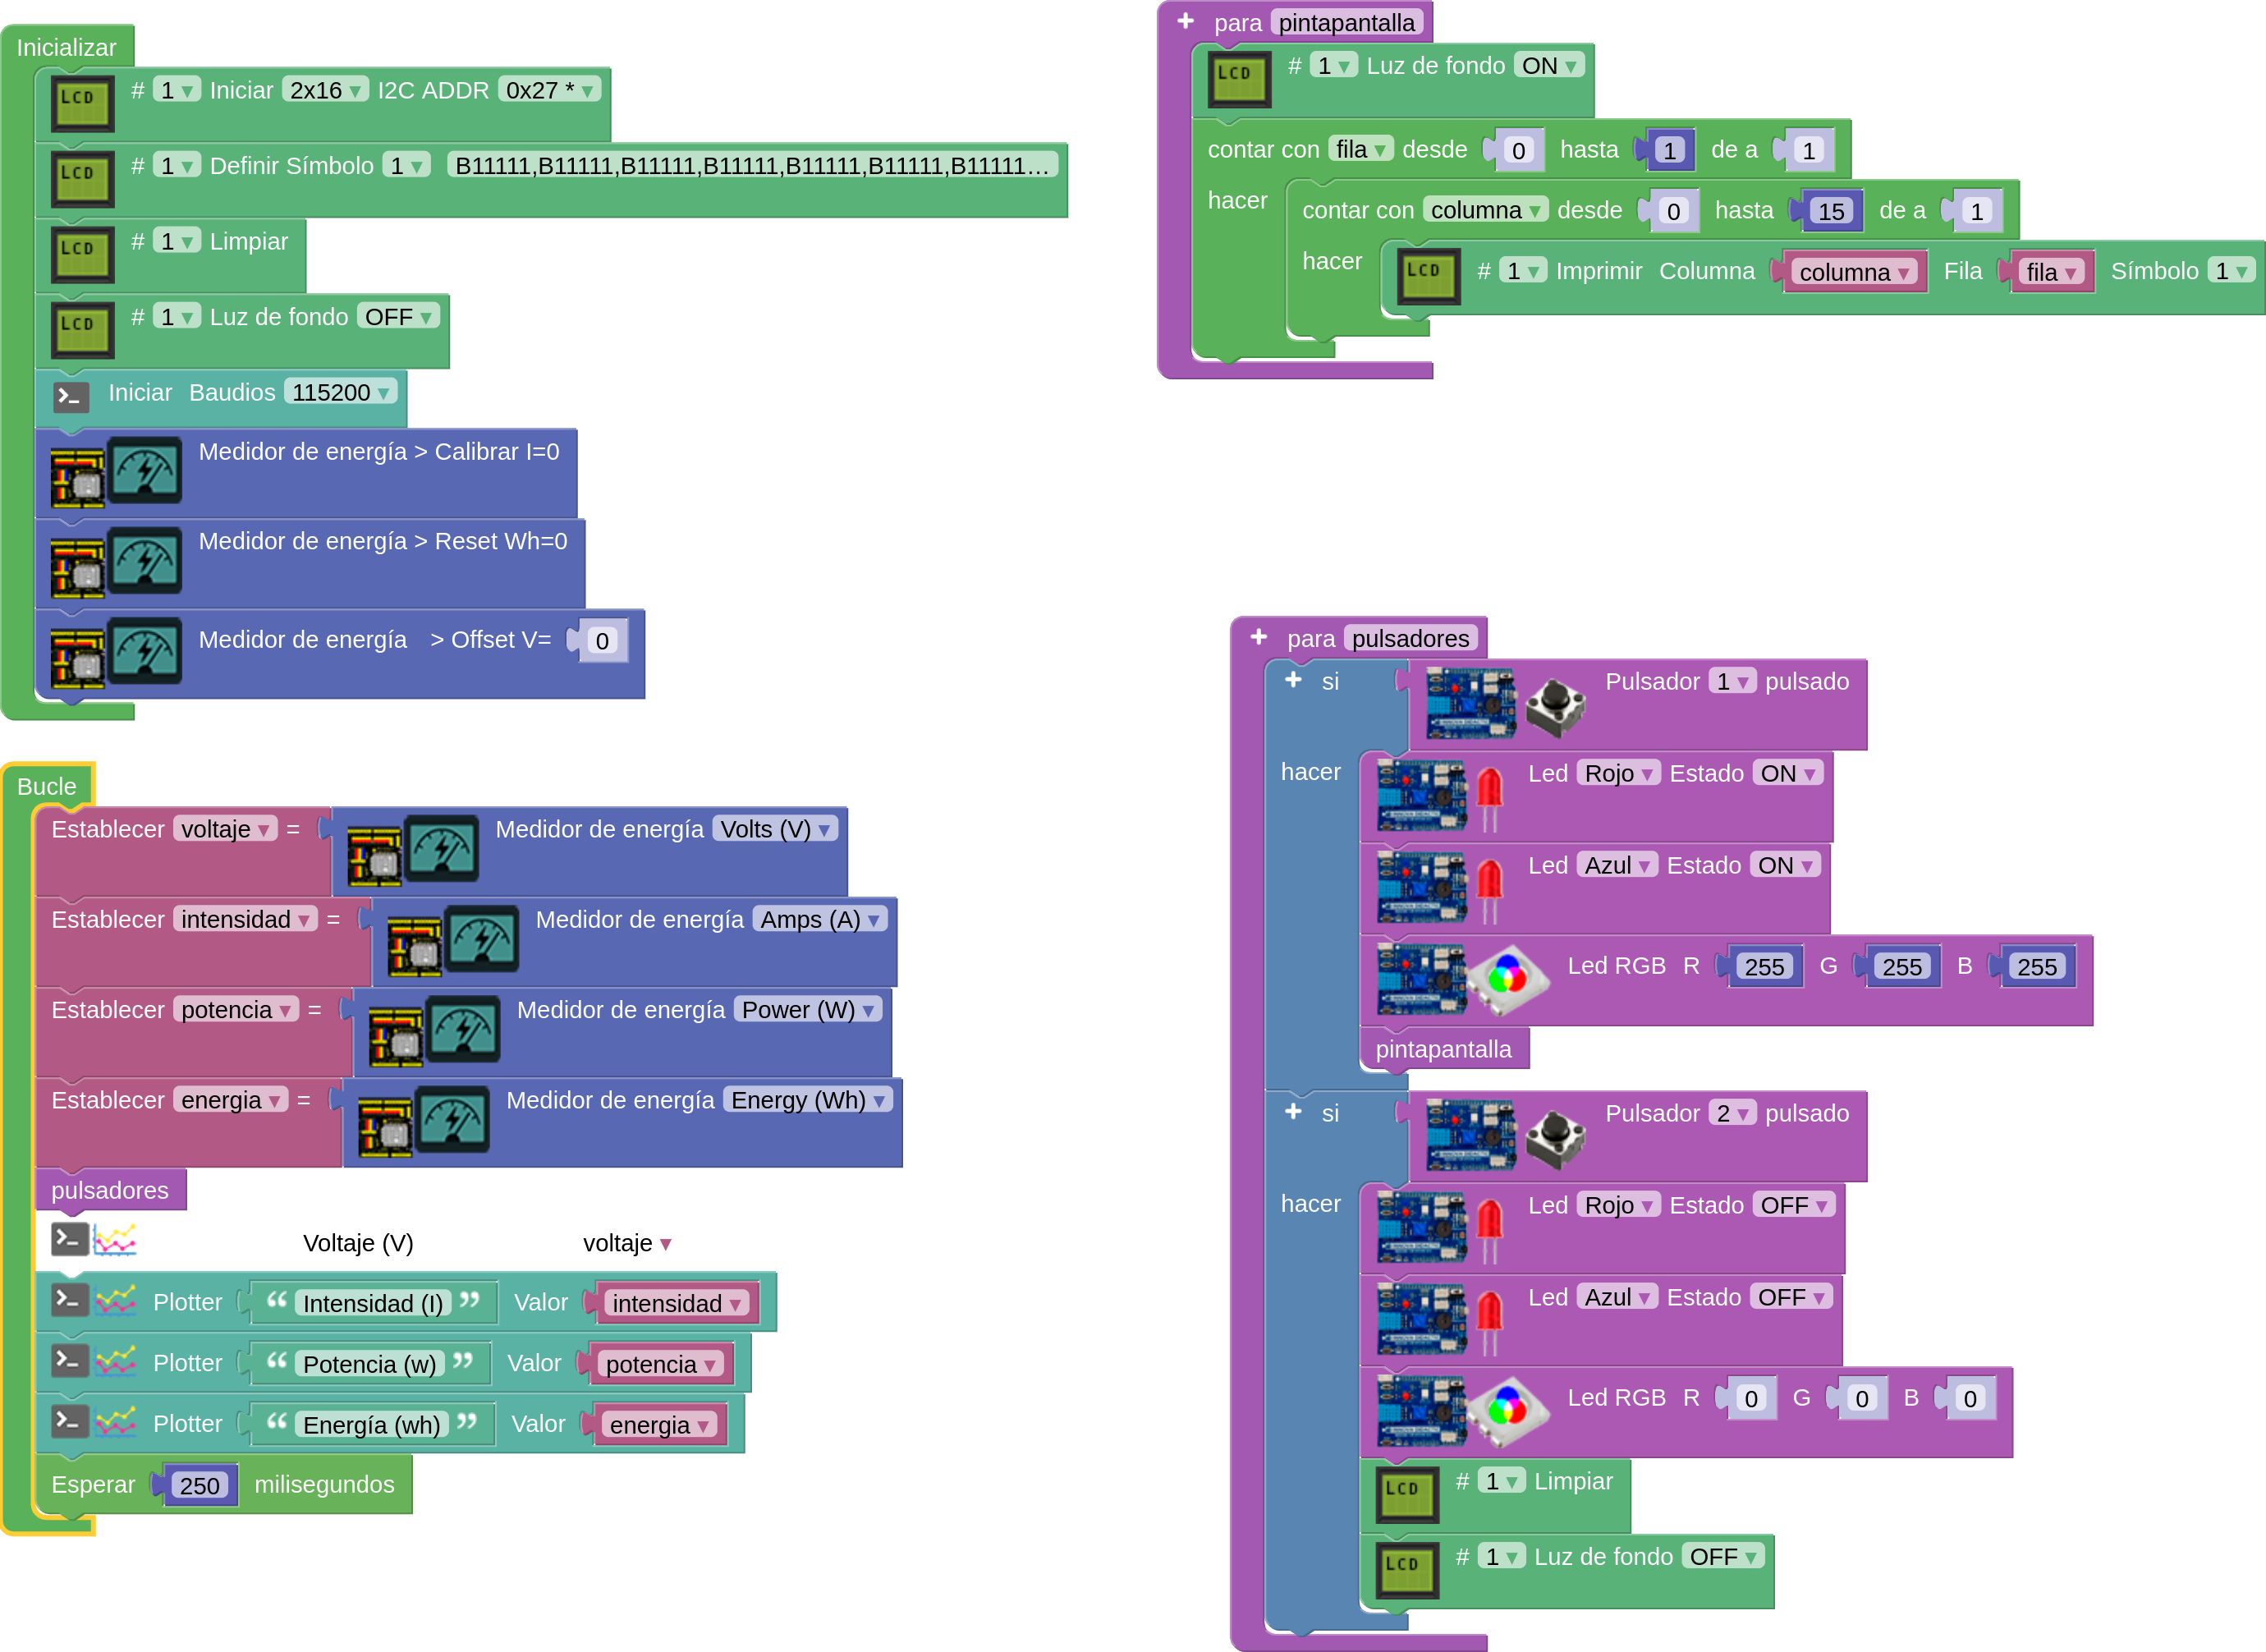 Inicializar
LCD # 1 ▾ Iniciar 2x16 ▾ I2C ADDR 0x27 * ▾
LCD # 1 ▾ Definir Símbolo 1 ▾ B11111,B11111,B11111,B11111,B11111,B11111,B11111…
LCD # 1 ▾ Limpiar
LCD # 1 ▾ Luz de fondo OFF ▾
Iniciar Baudios 115200 ▾
Medidor de energía > Calibrar I=0
Medidor de energía > Reset Wh=0
Medidor de energía > Offset V= 0
Bucle
Establecer voltaje ▾ = Medidor de energía Volts (V) ▾
Establecer intensidad ▾ = Medidor de energía Amps (A) ▾
Establecer potencia ▾ = Medidor de energía Power (W) ▾
Establecer energia ▾ = Medidor de energía Energy (Wh) ▾
pulsadores
Voltaje (V) voltaje ▾
Plotter “ Intensidad (I) ” Valor intensidad ▾
Plotter “ Potencia (w) ” Valor potencia ▾
Plotter “ Energía (wh) ” Valor energia ▾
Esperar 250 milisegundos
+ para pintapantalla
LCD # 1 ▾ Luz de fondo ON ▾
contar con fila ▾ desde 0 hasta 1 de a 1
hacer
contar con columna ▾ desde 0 hasta 15 de a 1
hacer
LCD # 1 ▾ Imprimir Columna columna ▾ Fila fila ▾ Símbolo 1 ▾
+ para pulsadores
+ si Pulsador 1 ▾ pulsado
hacer
Led Rojo ▾ Estado ON ▾
Led Azul ▾ Estado ON ▾
Led RGB R 255 G 255 B 255
pintapantalla
+ si Pulsador 2 ▾ pulsado
hacer
Led Rojo ▾ Estado OFF ▾
Led Azul ▾ Estado OFF ▾
Led RGB R 0 G 0 B 0
LCD # 1 ▾ Limpiar
LCD # 1 ▾ Luz de fondo OFF ▾